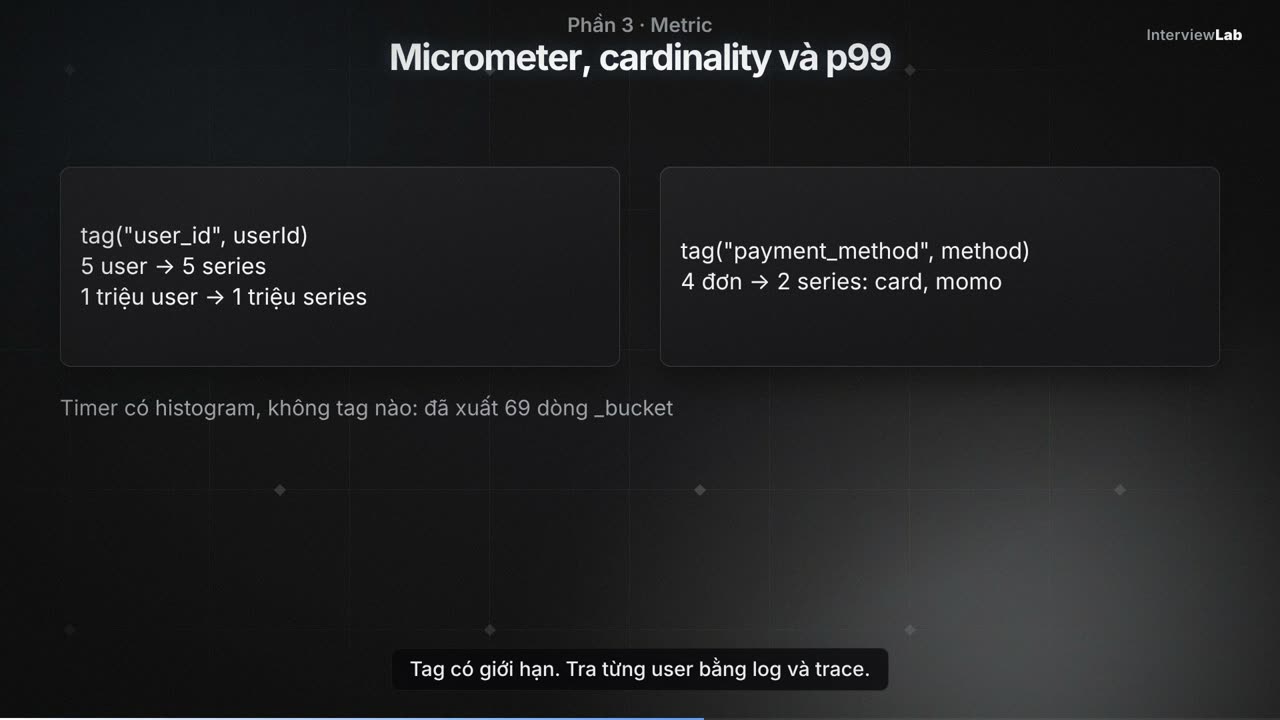 Phần 3 · Metric
InterviewLab
Micrometer, cardinality và p99
tag("user_id", userId)
5 user → 5 series
1 triệu user → 1 triệu series
tag("payment_method", method)
4 đơn → 2 series: card, momo
Timer có histogram, không tag nào: đã xuất 69 dòng _bucket
Tag có giới hạn. Tra từng user bằng log và trace.